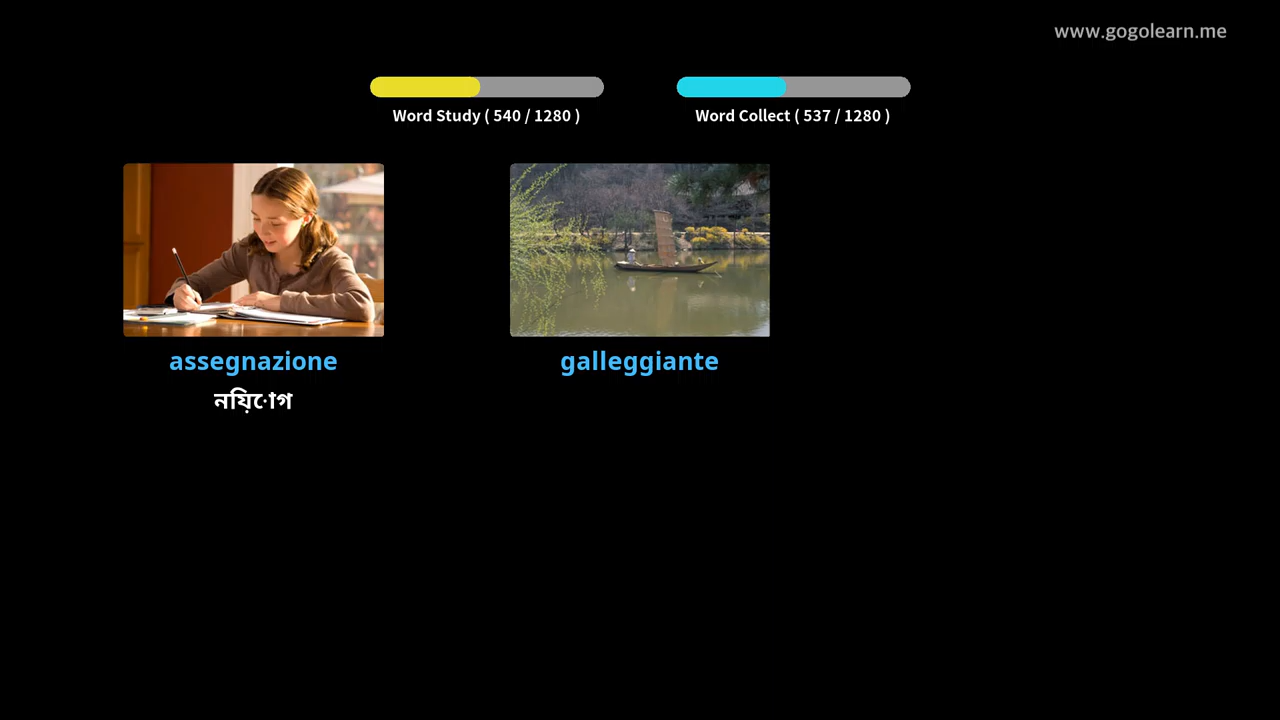 www.gogolearn.me
Word Study ( 540 / 1280 )
Word Collect ( 537 / 1280 )
assegnazione
galleggiante
নিয়োগ